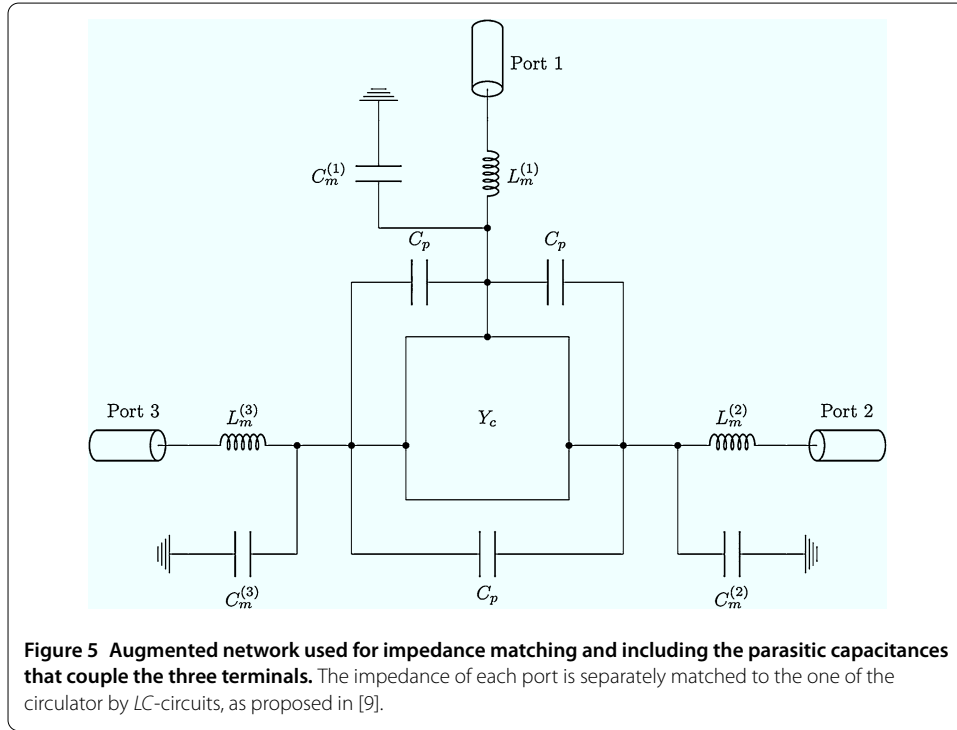 Port 1
C_m^{(1)}
L_m^{(1)}
C_p
C_p
Port 3
L_m^{(3)}
Y_c
L_m^{(2)}
Port 2
C_m^{(3)}
C_p
C_m^{(2)}
Figure 5 Augmented network used for impedance matching and including the parasitic capacitances
that couple the three terminals. The impedance of each port is separately matched to the one of the
circulator by LC-circuits, as proposed in [9].